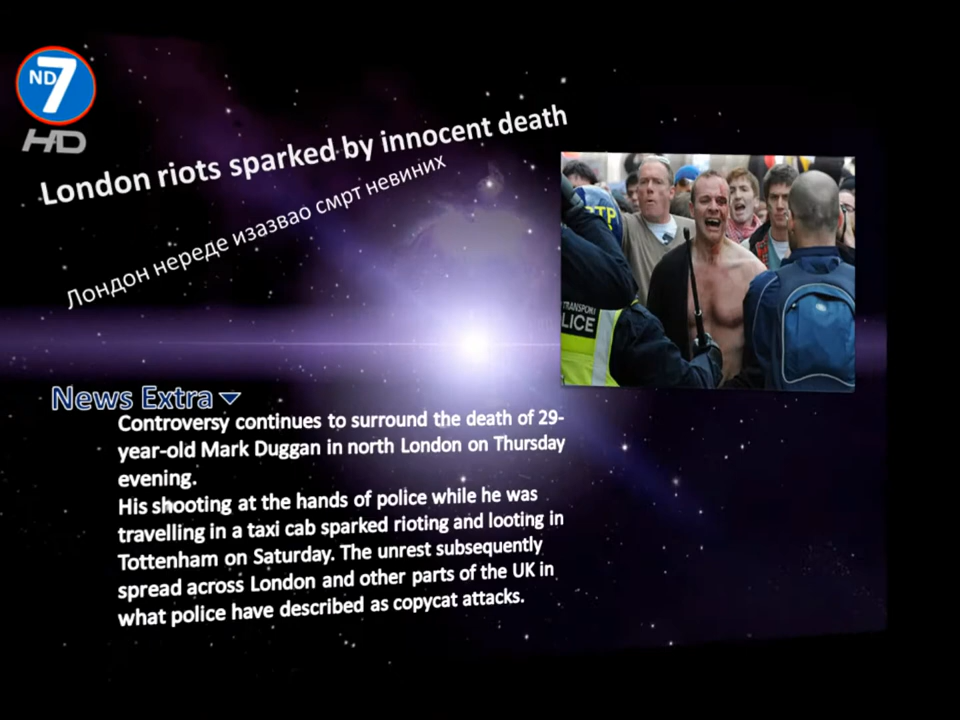 ND 7
HD
London riots sparked by innocent death
Лондон нереде изазвао смрт невиних
TP
TRANSPORT
LICE
News Extra
Controversy continues to surround the death of 29-
year-old Mark Duggan in north London on Thursday
evening.
His shooting at the hands of police while he was
travelling in a taxi cab sparked rioting and looting in
Tottenham on Saturday. The unrest subsequently
spread across London and other parts of the UK in
what police have described as copycat attacks.